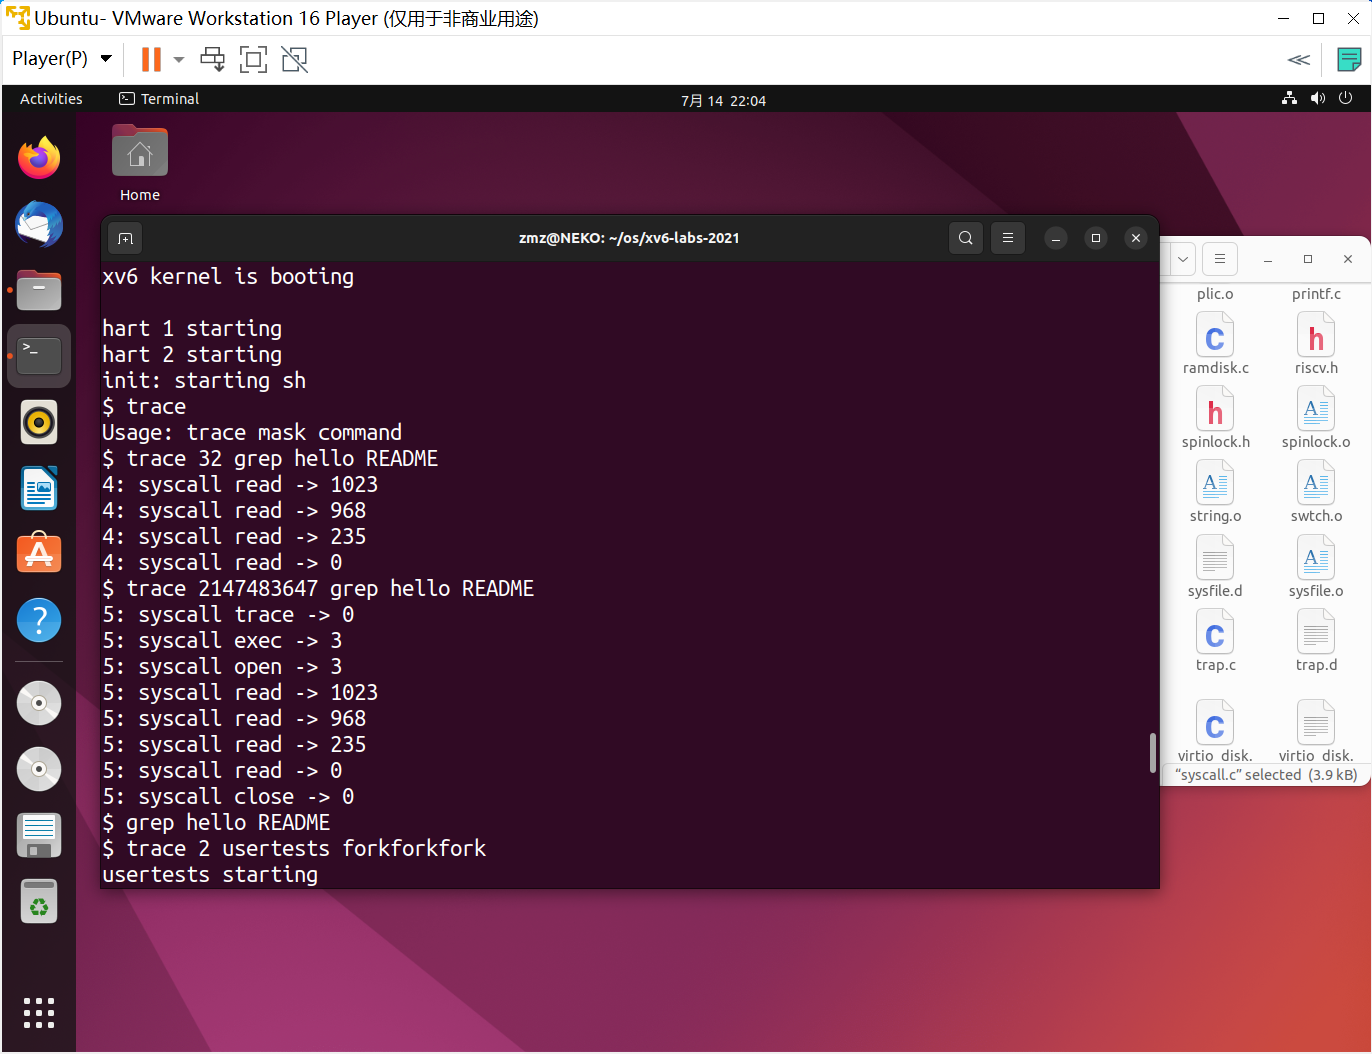 Ubuntu- VMware Workstation 16 Player (仅用于非商业用途)
Player(P)
Activities
Terminal
7月 14 22:04
Home
zmz@NEKO: ~/os/xv6-labs-2021
xv6 kernel is booting
hart 1 starting
hart 2 starting
init: starting sh
$ trace
Usage: trace mask command
$ trace 32 grep hello README
4: syscall read -> 1023
4: syscall read -> 968
4: syscall read -> 235
4: syscall read -> 0
$ trace 2147483647 grep hello README
5: syscall trace -> 0
5: syscall exec -> 3
5: syscall open -> 3
5: syscall read -> 1023
5: syscall read -> 968
5: syscall read -> 235
5: syscall read -> 0
5: syscall close -> 0
$ grep hello README
$ trace 2 usertests forkforkfork
usertests starting
plic.o printf.c
ramdisk.c riscv.h
spinlock.h spinlock.o
string.o swtch.o
sysfile.d sysfile.o
trap.c trap.d
virtio_disk. virtio_disk.
“syscall.c” selected (3.9 kB)